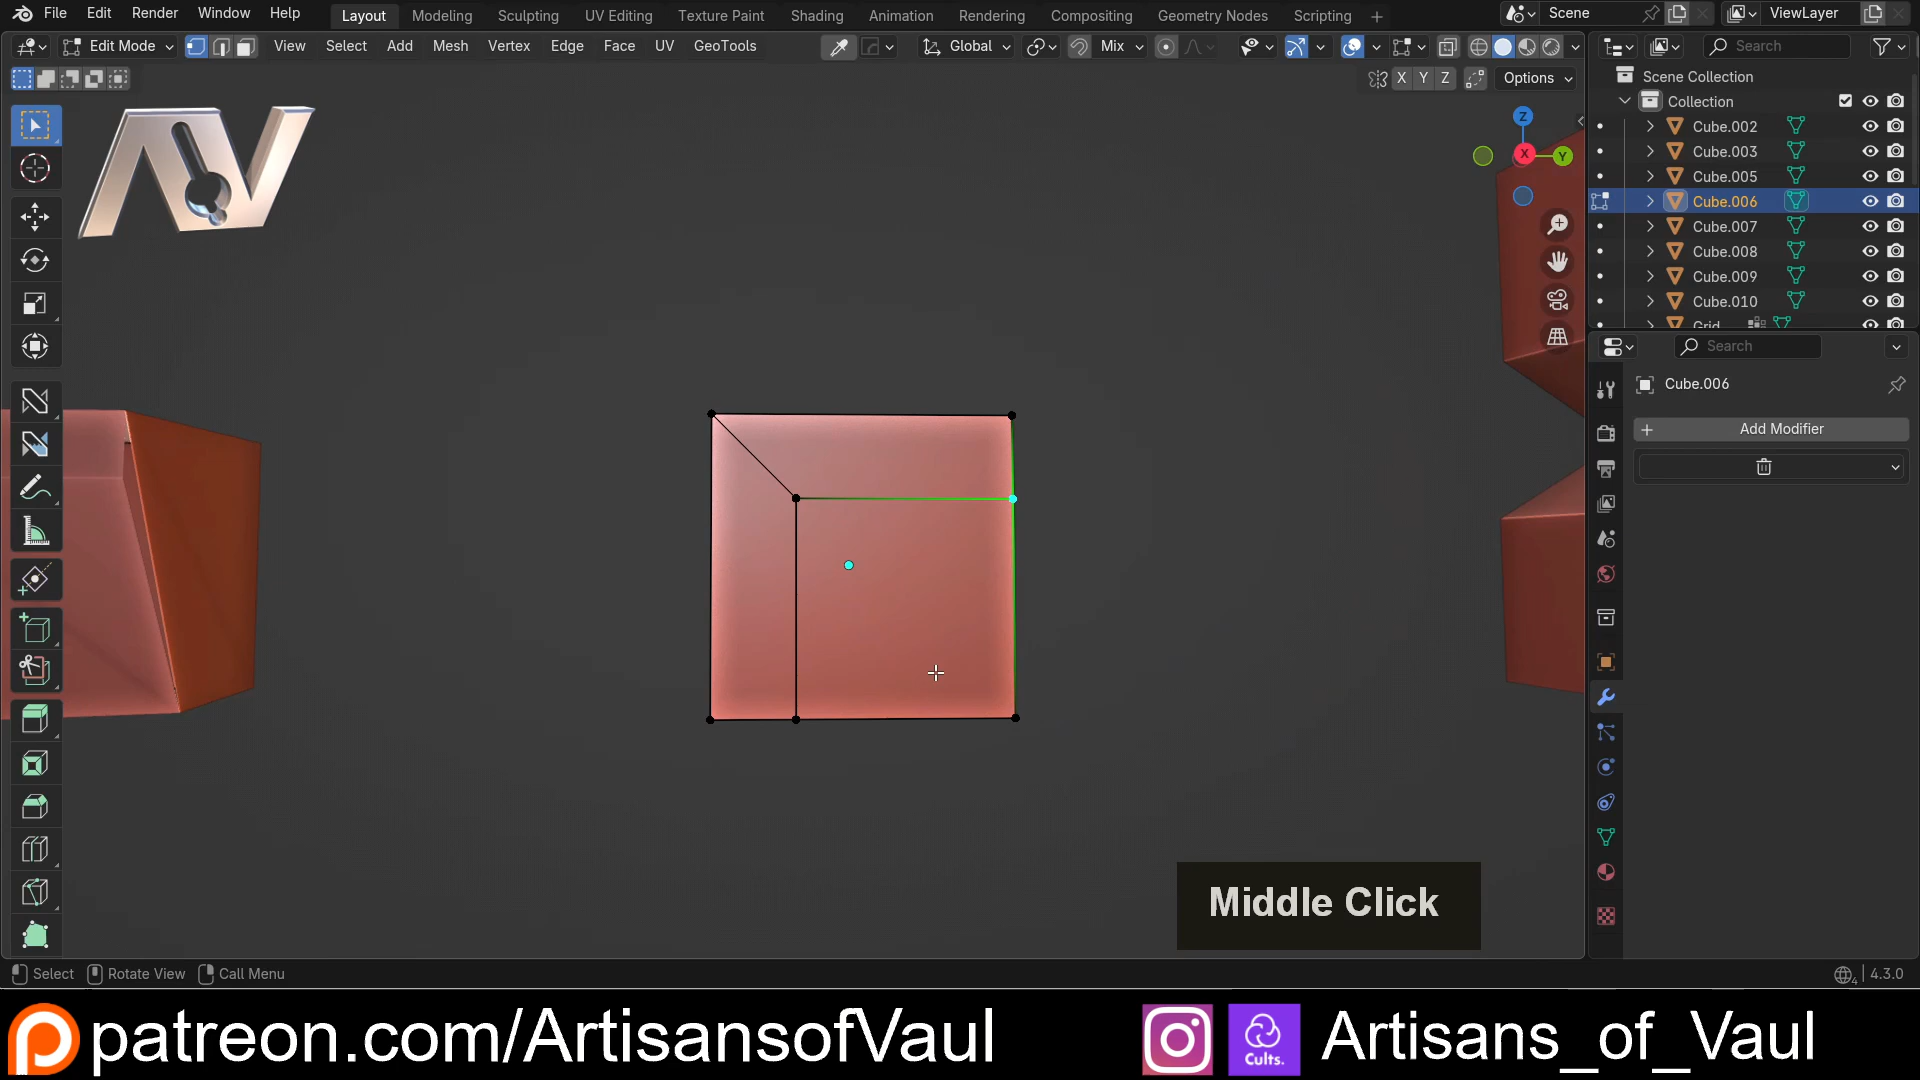 File Edit Render Window Help Layout Modeling Sculpting UV Editing Texture Paint Shading Animation Rendering Compositing Geometry Nodes Scripting + Scene ViewLayer
Edit Mode View Select Add Mesh Vertex Edge Face UV GeoTools Global Mix Search
X Y Z Options
Scene Collection
Collection
Cube.002
Cube.003
Cube.005
Cube.006
Cube.007
Cube.008
Cube.009
Cube.010
Grid
Z
X
Y
Search
Cube.006
+ Add Modifier
Middle Click
Select Rotate View Call Menu 4.3.0
patreon.com/ArtisansofVaul Cults. Artisans_of_Vaul